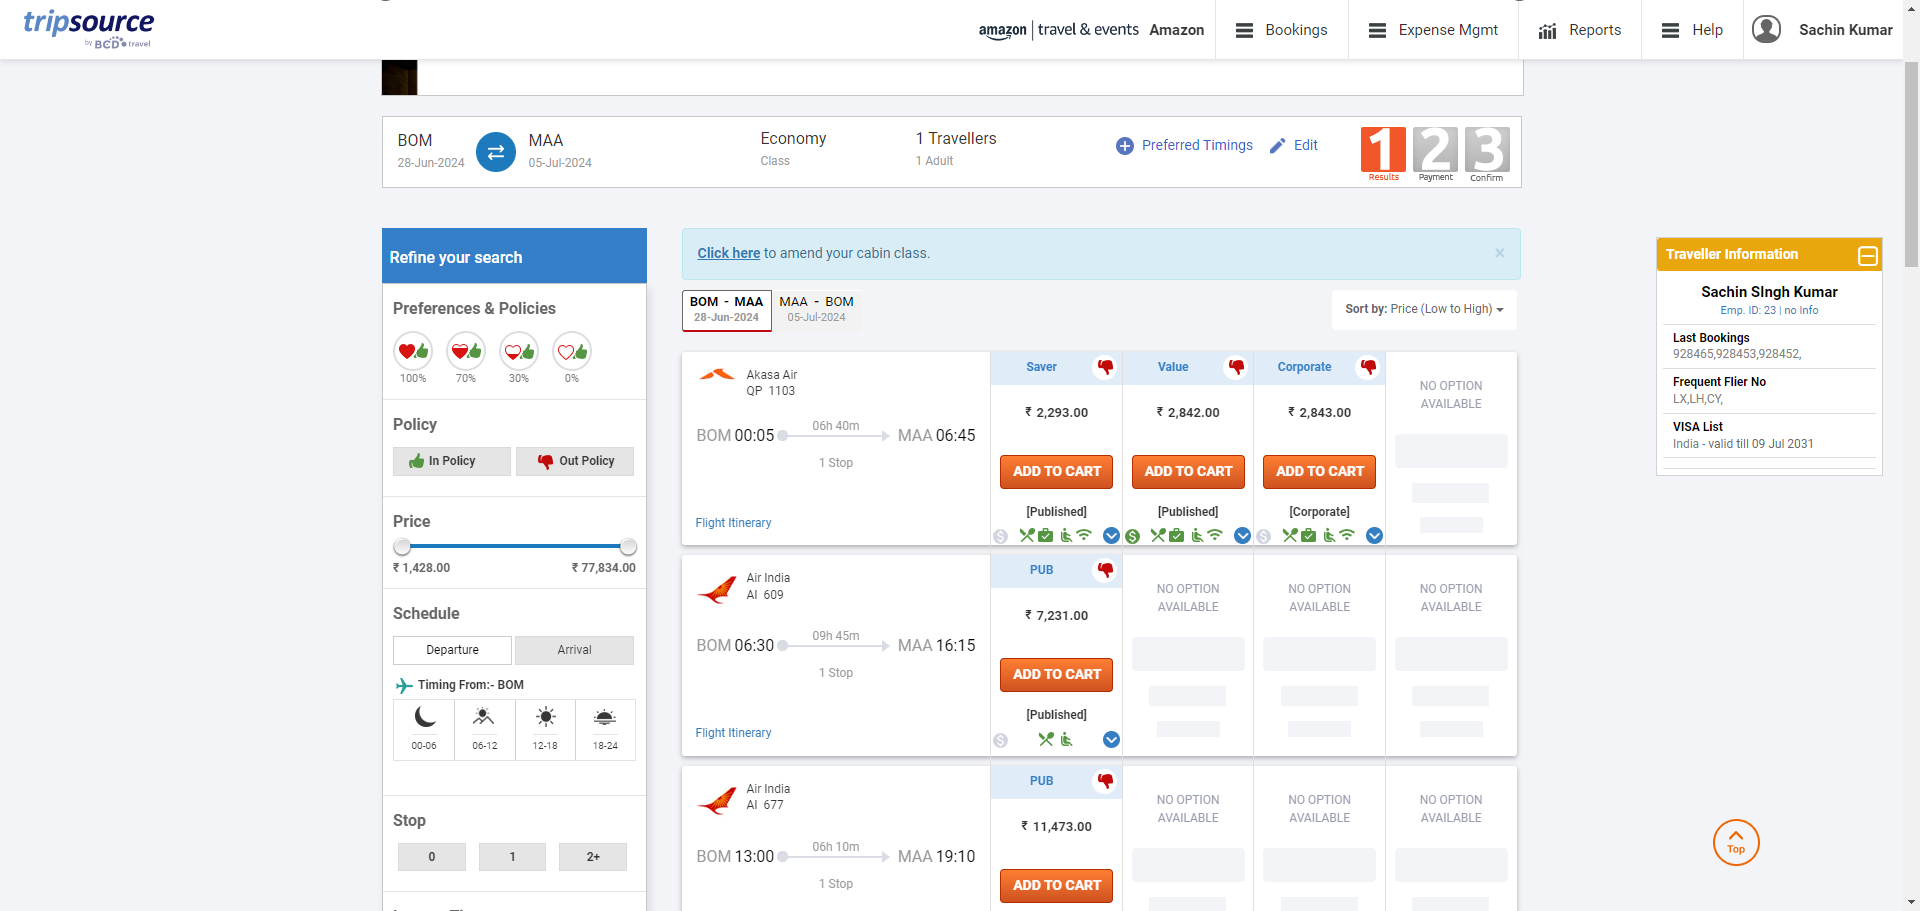 tripsource
by BCD travel
amazon | travel & events Amazon
Bookings
Expense Mgmt
Reports
Help
Sachin Kumar
BOM
28-Jun-2024
MAA
05-Jul-2024
Economy
Class
1 Travellers
1 Adult
Preferred Timings
Edit
1
Results
2
Payment
3
Confirm
Refine your search
Preferences & Policies
100% 70% 30% 0%
Policy
In Policy
Out Policy
Price
₹ 1,428.00 ₹ 77,834.00
Schedule
Departure
Arrival
Timing From:- BOM
00-06 06-12 12-18 18-24
Stop
0 1 2+
Click here to amend your cabin class.
×
BOM - MAA
28-Jun-2024
MAA - BOM
05-Jul-2024
Sort by: Price (Low to High)
Akasa Air
QP 1103
BOM 00:05
06h 40m
1 Stop
MAA 06:45
Flight Itinerary
Saver
₹ 2,293.00
ADD TO CART
[Published]
Value
₹ 2,842.00
ADD TO CART
[Published]
Corporate
₹ 2,843.00
ADD TO CART
[Corporate]
NO OPTION
AVAILABLE
Air India
AI 609
BOM 06:30
09h 45m
1 Stop
MAA 16:15
Flight Itinerary
PUB
₹ 7,231.00
ADD TO CART
[Published]
NO OPTION
AVAILABLE
NO OPTION
AVAILABLE
NO OPTION
AVAILABLE
Air India
AI 677
BOM 13:00
06h 10m
1 Stop
MAA 19:10
PUB
₹ 11,473.00
ADD TO CART
NO OPTION
AVAILABLE
NO OPTION
AVAILABLE
NO OPTION
AVAILABLE
Traveller Information
Sachin SIngh Kumar
Emp. ID: 23 | no Info
Last Bookings
928465,928453,928452,
Frequent Flier No
LX,LH,CY,
VISA List
India - valid till 09 Jul 2031
Top